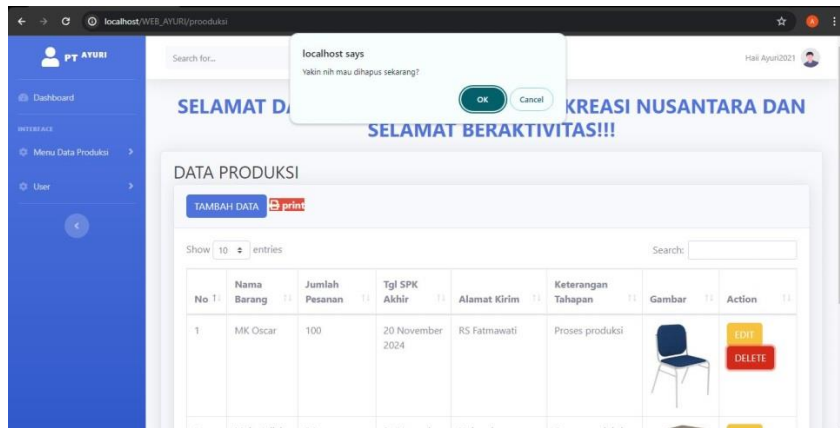 localhost/WEB_AYURI/prooduksi
A
PT AYURI
Search for...
localhost says
Yakin nih mau dihapus sekarang?
OK
Cancel
Haii Ayuri2021
Dashboard
INTERFACE
Menu Data Produksi
User
SELAMAT DA KREASI NUSANTARA DAN
SELAMAT BERAKTIVITAS!!!
DATA PRODUKSI
TAMBAH DATA print
Show 10 entries
Search:
No Nama Barang Jumlah Pesanan Tgl SPK Akhir Alamat Kirim Keterangan Tahapan Gambar Action
1 MK Oscar 100 20 November 2024 RS Fatmawati Proses produksi EDIT
DELETE